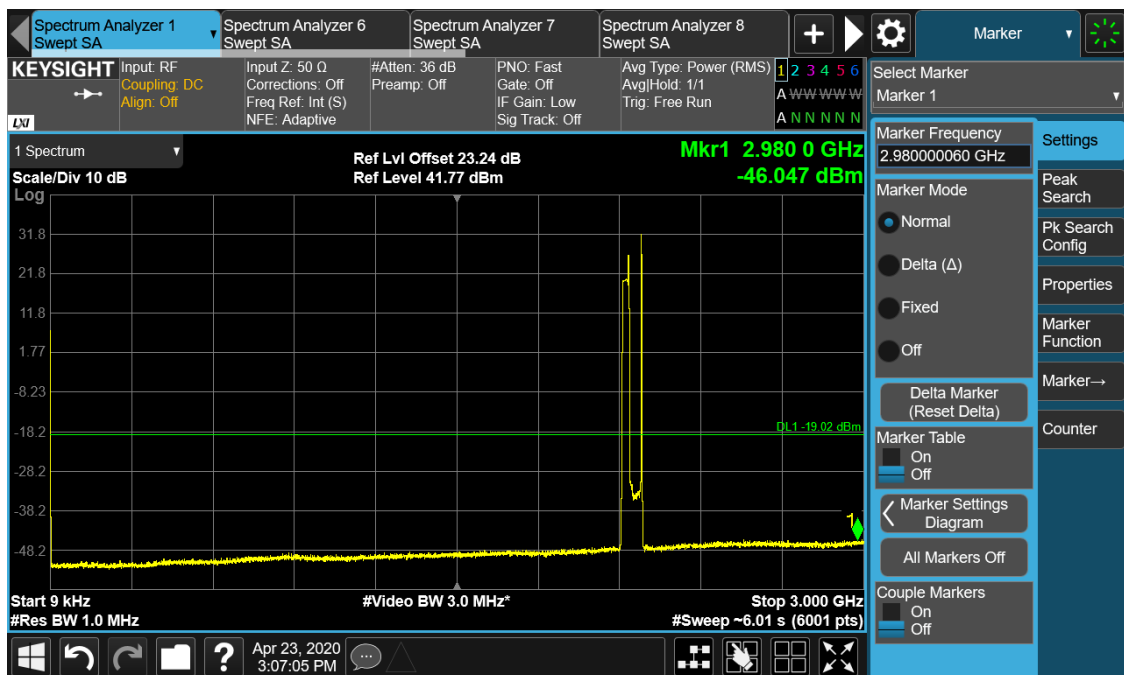 Spectrum Analyzer 1
Swept SA
Spectrum Analyzer 6
Swept SA
Spectrum Analyzer 7
Swept SA
Spectrum Analyzer 8
Swept SA
Marker
KEYSIGHT
LXI
Input: RF
Coupling: DC
Align: Off
Input Z: 50 Ω
Corrections: Off
Freq Ref: Int (S)
NFE: Adaptive
#Atten: 36 dB
Preamp: Off
PNO: Fast
Gate: Off
IF Gain: Low
Sig Track: Off
Avg Type: Power (RMS)
Avg|Hold: 1/1
Trig: Free Run
1 2 3 4 5 6
A W W W W W
A N N N N N
Select Marker
Marker 1
1 Spectrum
Scale/Div 10 dB
Log
Ref Lvl Offset 23.24 dB
Ref Level 41.77 dBm
Mkr1 2.980 0 GHz
-46.047 dBm
31.8
21.8
11.8
1.77
-8.23
-18.2
-28.2
-38.2
-48.2
DL1 -19.02 dBm
1
Start 9 kHz
#Res BW 1.0 MHz
#Video BW 3.0 MHz*
Stop 3.000 GHz
#Sweep ~6.01 s (6001 pts)
Marker Frequency
2.980000060 GHz
Marker Mode
Normal
Delta (Δ)
Fixed
Off
Delta Marker
(Reset Delta)
Marker Table
On
Off
Marker Settings
Diagram
All Markers Off
Couple Markers
On
Off
Settings
Peak
Search
Pk Search
Config
Properties
Marker
Function
Marker→
Counter
?
Apr 23, 2020
3:07:05 PM